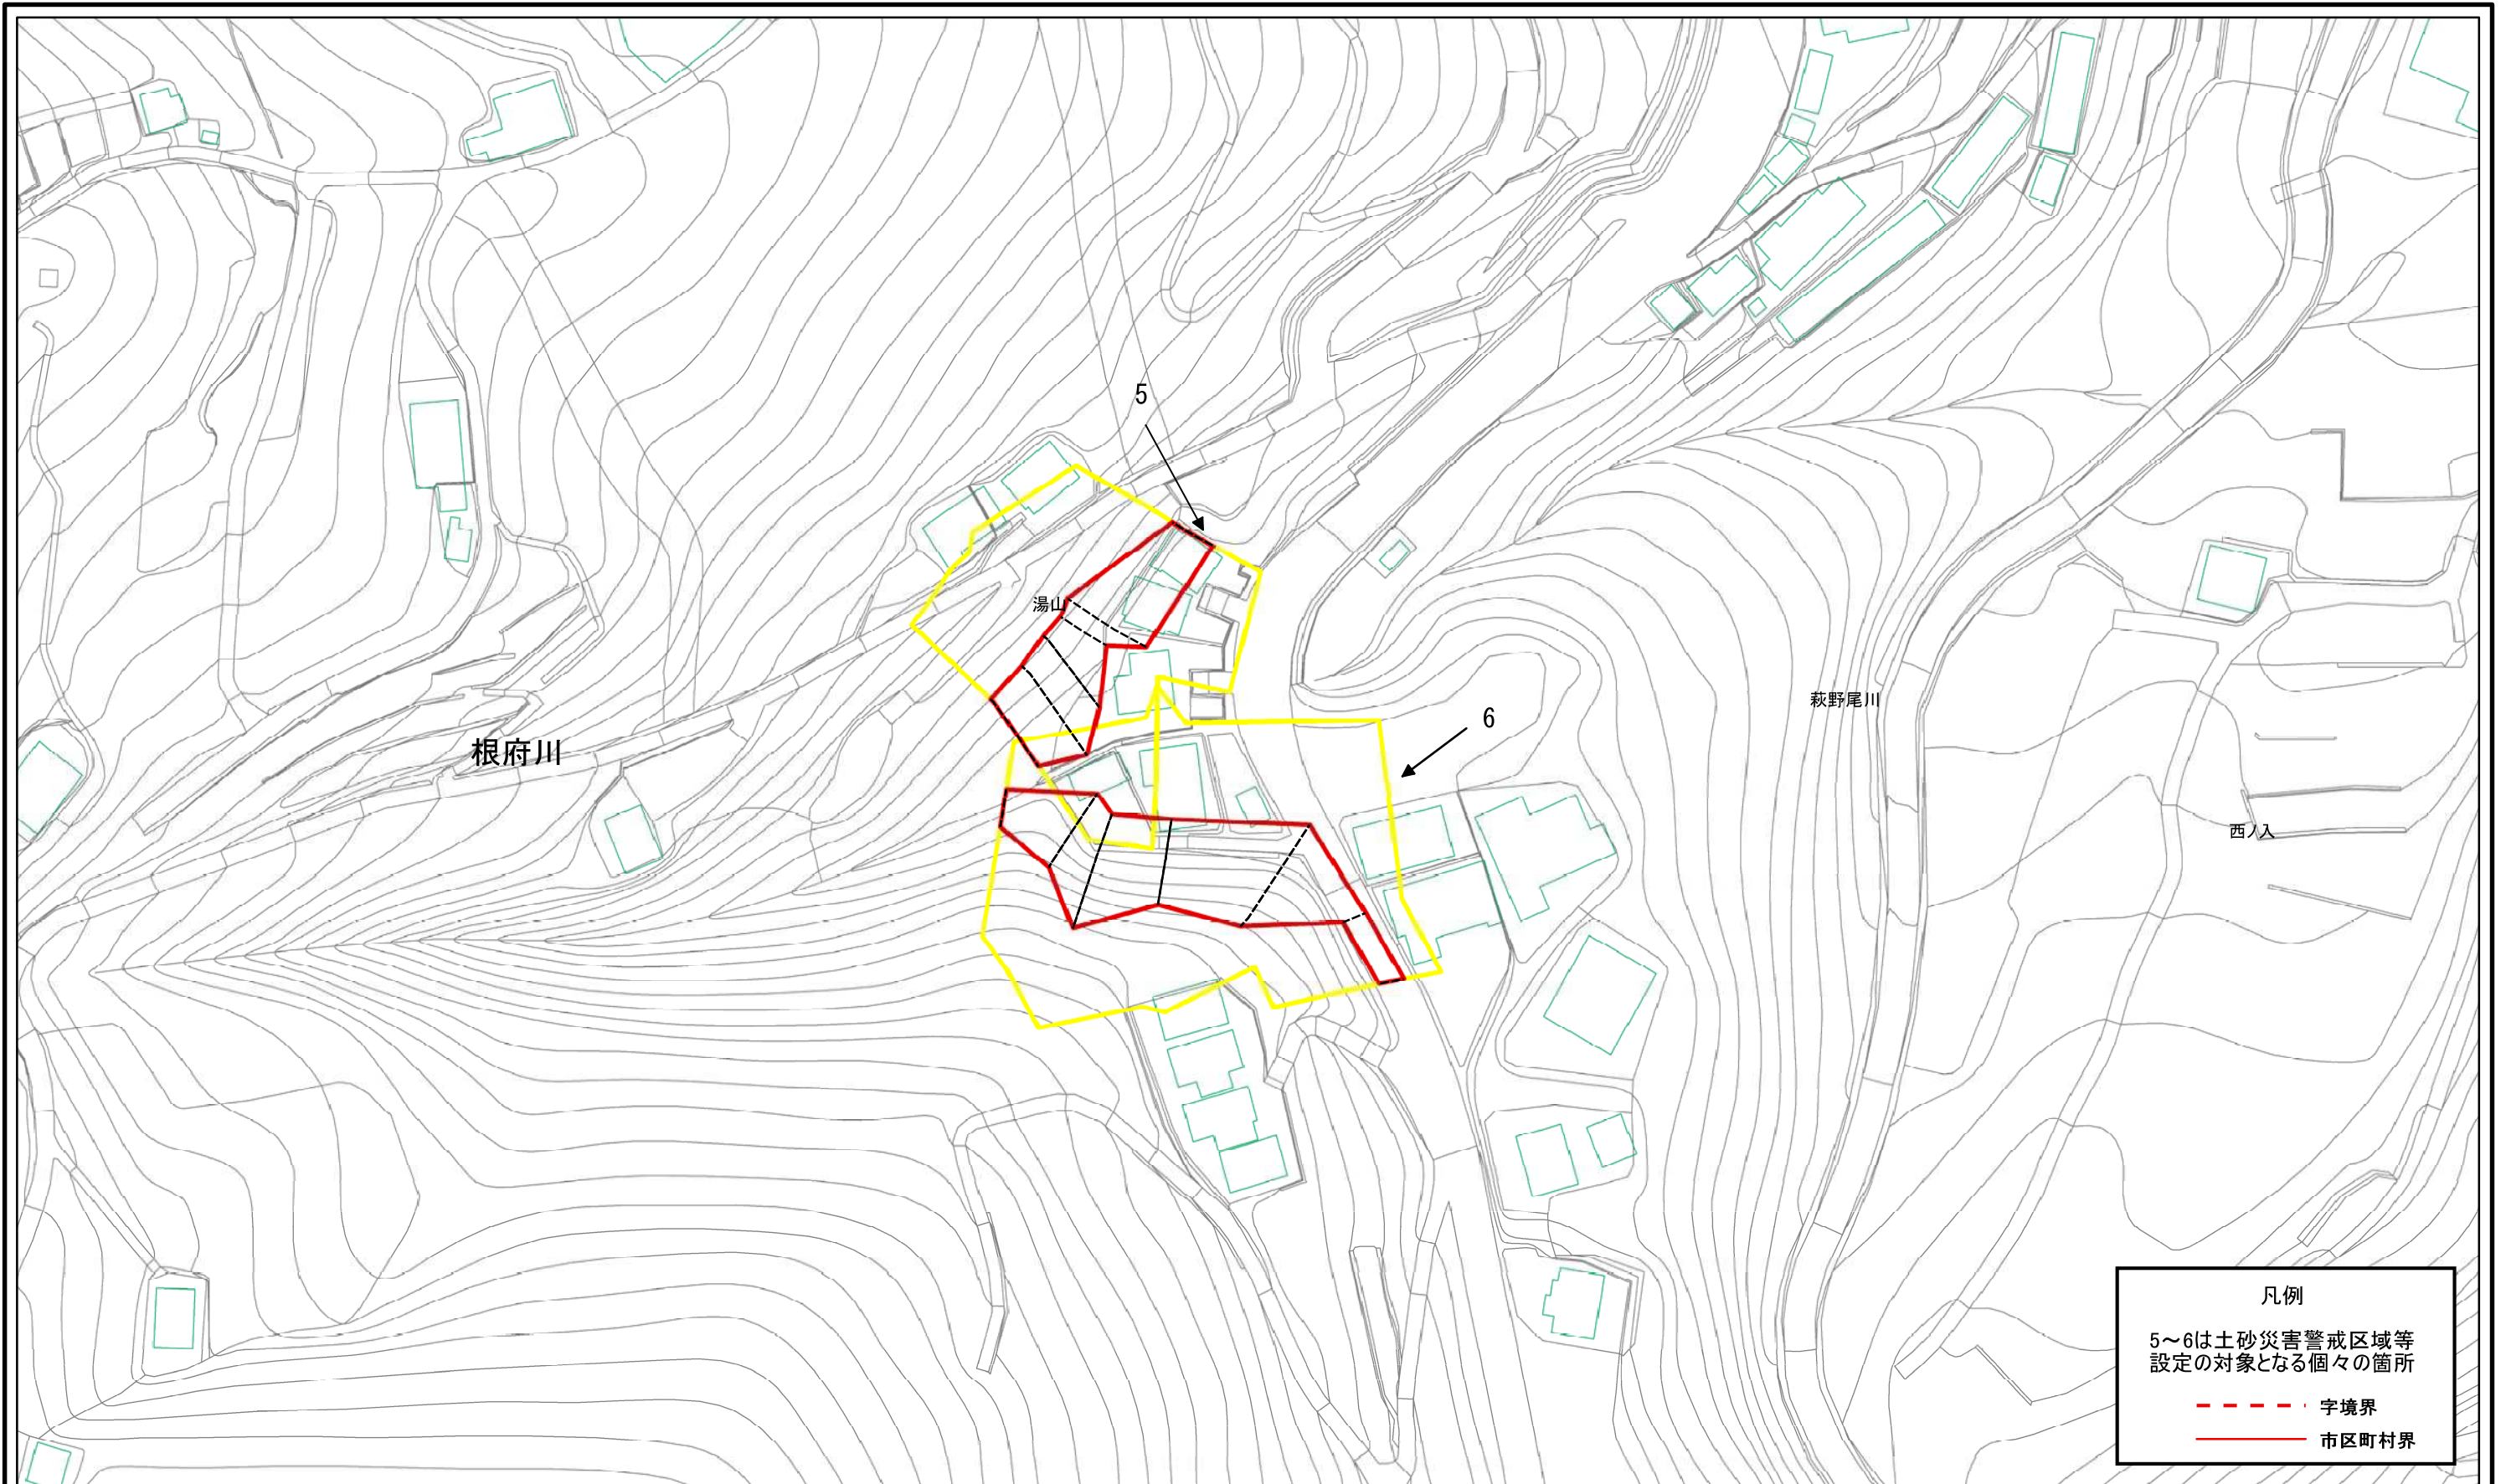 5
湯山
萩野尾川
6
根府川
西ノ入
凡例
5～6は土砂災害警戒区域等
設定の対象となる個々の箇所
字境界
市区町村界